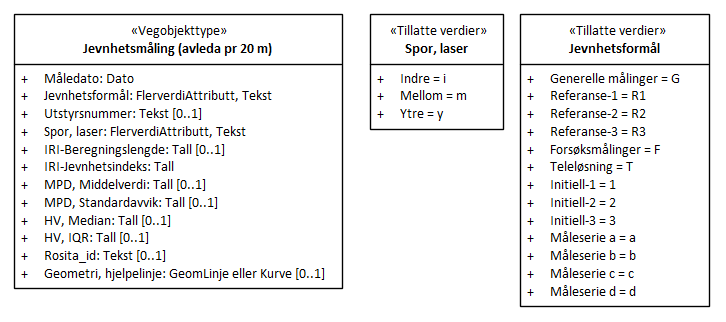 «Vegobjekttype»
Jevnhetsmåling (avleda pr 20 m)
+ Måledato: Dato
+ Jevnhetsformål: FlerverdiAttributt, Tekst
+ Utstyrsnummer: Tekst [0..1]
+ Spor, laser: FlerverdiAttributt, Tekst
+ IRI-Beregningslengde: Tall [0..1]
+ IRI-Jevnhetsindeks: Tall
+ MPD, Middelverdi: Tall [0..1]
+ MPD, Standardavvik: Tall [0..1]
+ HV, Median: Tall [0..1]
+ HV, IQR: Tall [0..1]
+ Rosita_id: Tekst [0..1]
+ Geometri, hjelpelinje: GeomLinje eller Kurve [0..1]
«Tillatte verdier»
Spor, laser
+ Indre = i
+ Mellom = m
+ Ytre = y
«Tillatte verdier»
Jevnhetsformål
+ Generelle målinger = G
+ Referanse-1 = R1
+ Referanse-2 = R2
+ Referanse-3 = R3
+ Forsøksmålinger = F
+ Teleløsning = T
+ Initiell-1 = 1
+ Initiell-2 = 2
+ Initiell-3 = 3
+ Måleserie a = a
+ Måleserie b = b
+ Måleserie c = c
+ Måleserie d = d